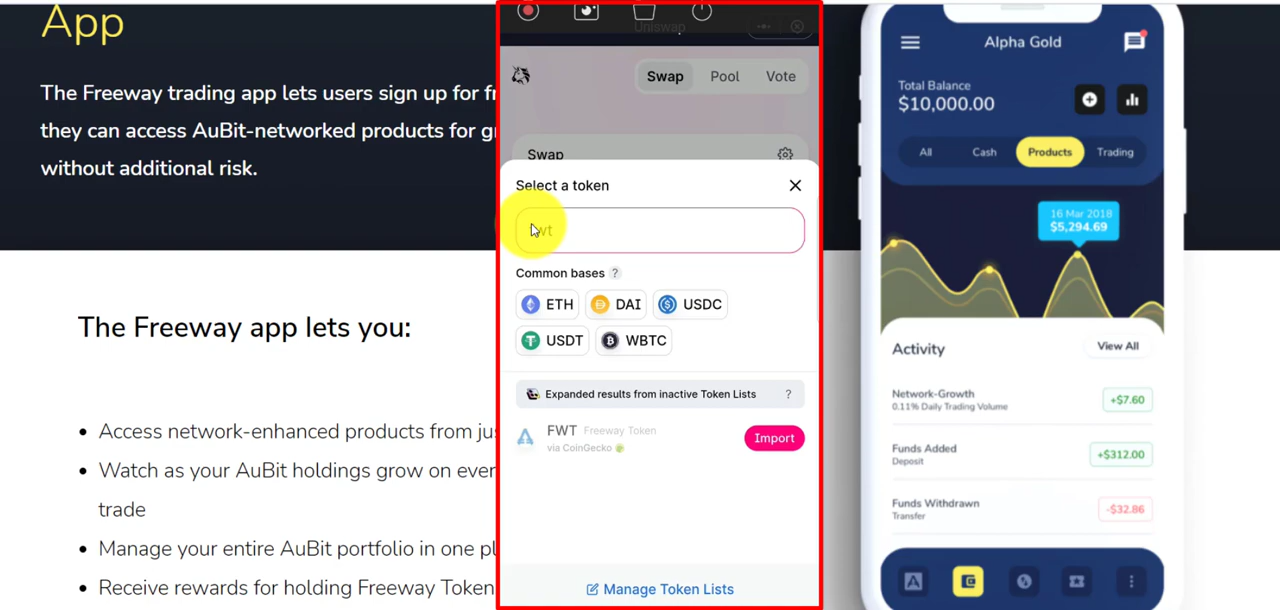 App
The Freeway trading app lets users sign up for fr
they can access AuBit-networked products for g
without additional risk.
The Freeway app lets you:
Access network-enhanced products from jus
Watch as your AuBit holdings grow on ever
trade
Manage your entire AuBit portfolio in one pl
Receive rewards for holding Freeway Token
Uniswap
Swap Pool Vote
Swap
Select a token
fwt
Common bases ?
ETH DAI USDC
USDT WBTC
Expanded results from inactive Token Lists ?
FWT Freeway Token
via CoinGecko
Import
Manage Token Lists
Alpha Gold
Total Balance
$10,000.00
All Cash Products Trading
16 Mar 2018
$5,294.69
Activity
View All
Network-Growth
0.11% Daily Trading Volume
+$7.60
Funds Added
Deposit
+$312.00
Funds Withdrawn
Transfer
-$32.86